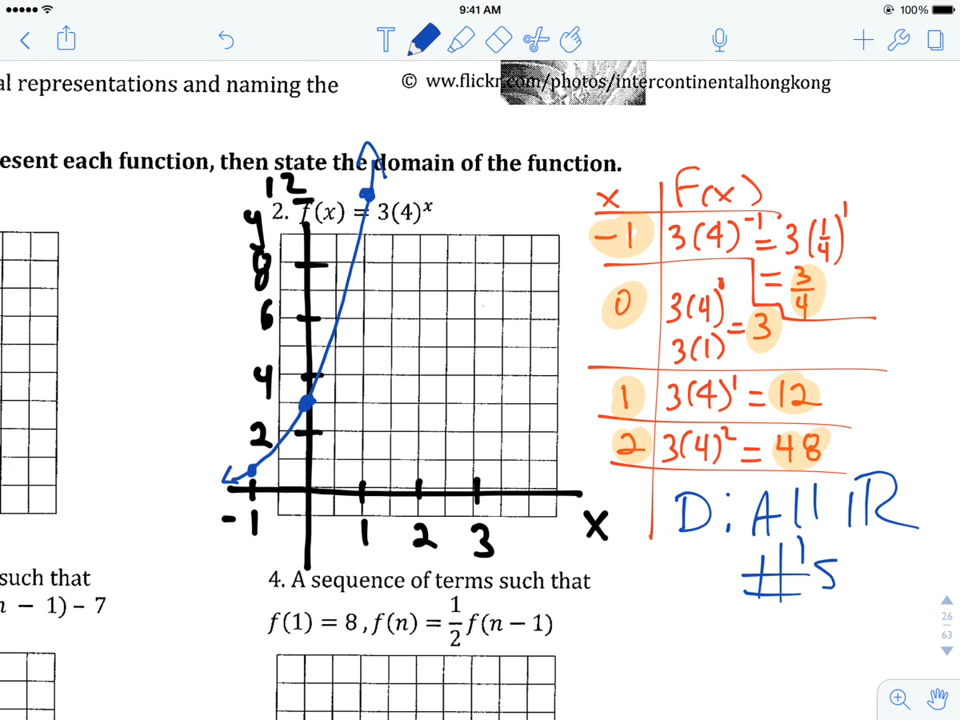 9:41 AM
100%
T
al representations and naming the
© www.flickr.com/photos/intercontinentalhongkong
esent each function, then state the domain of the function.
12
2. f(x) = 3(4)ˣ
y
8
6
4
2
-1 1 2 3 X
x F(x)
-1 3(4)⁻¹ = 3(1/4)¹
= 3/4
0 3(4)⁰
3(1) = 3
1 3(4)¹ = 12
2 3(4)² = 48
D: All ℝ
#'s
such that
n − 1) – 7
4. A sequence of terms such that
f(1) = 8 , f(n) = 1/2 f(n − 1)
26
63